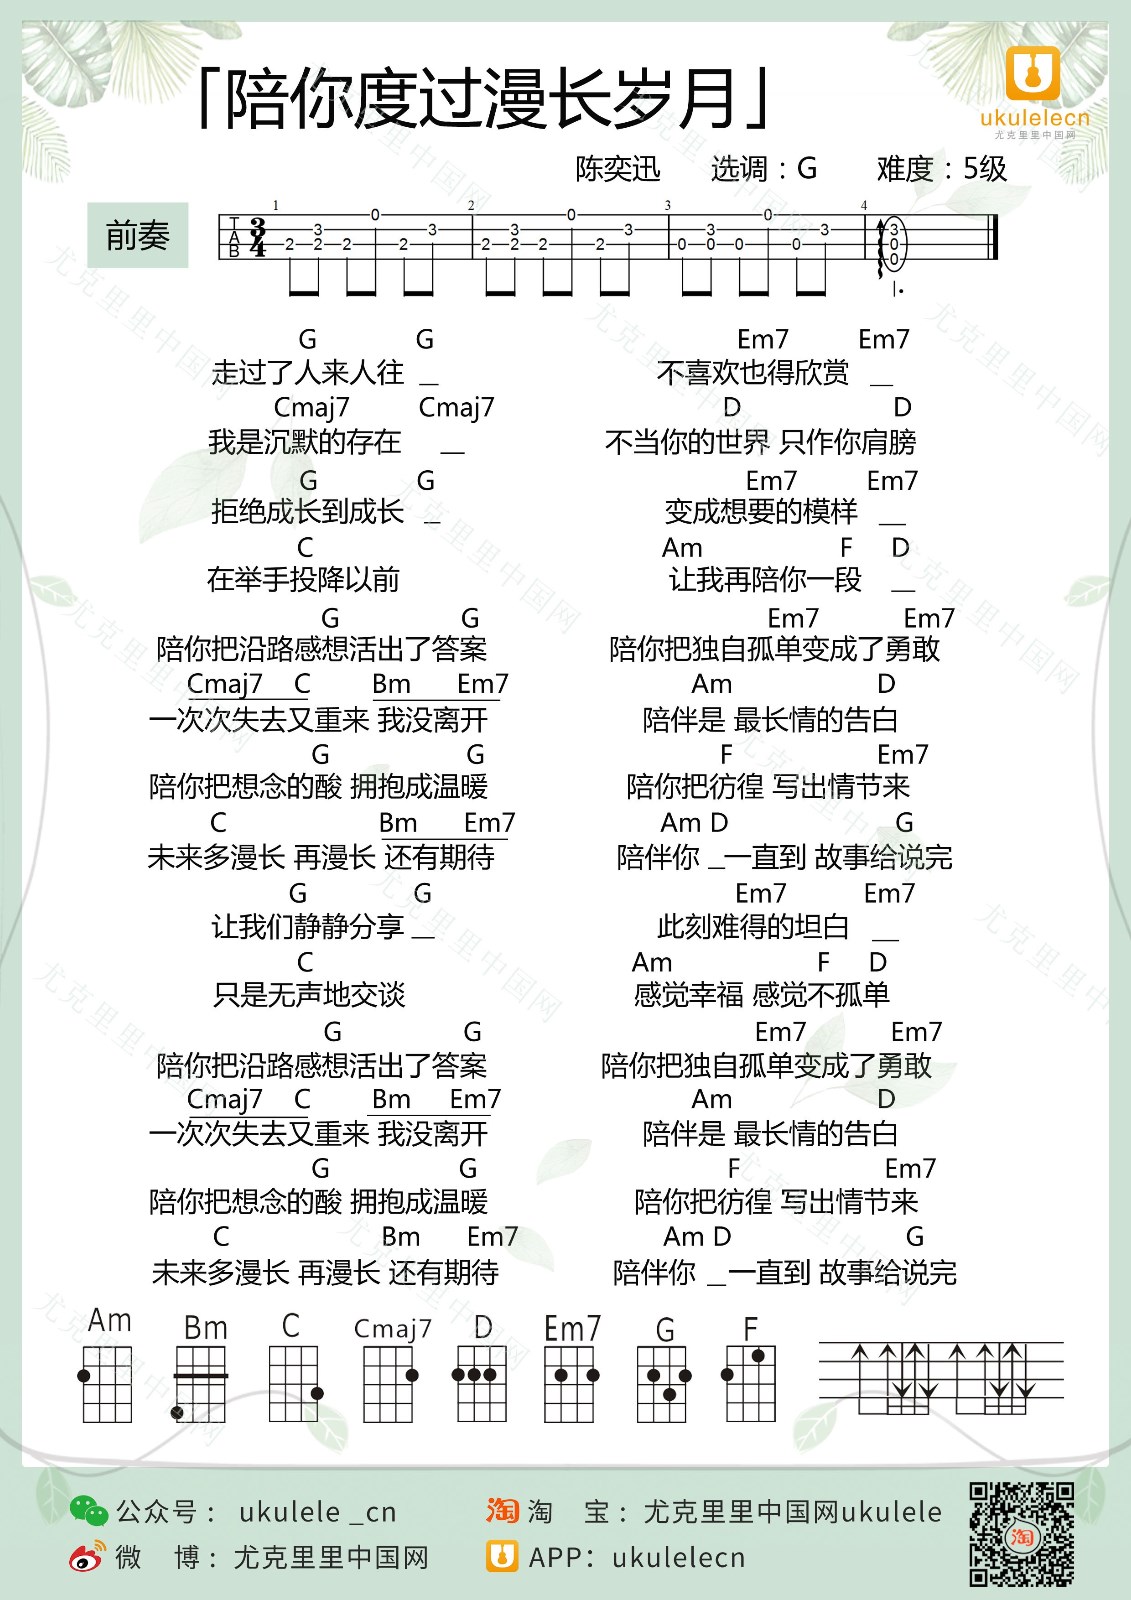 「陪你度过漫长岁月」
ukulelecn
尤克里里中国网
陈奕迅 选调：G 难度：5级
前奏
1 2 3 4
T A B 3/4
0 0 0
3 3 3 3 3 3 3
2 2 2 2 2 2 2 2 0 0 0 0 0
0
G G Em7 Em7
走过了人来人往 __ 不喜欢也得欣赏 __
Cmaj7 Cmaj7 D D
我是沉默的存在 __ 不当你的世界 只作你肩膀
G G Em7 Em7
拒绝成长到成长 __ 变成想要的模样 __
C Am F D
在举手投降以前 让我再陪你一段 __
G G Em7 Em7
陪你把沿路感想活出了答案 陪你把独自孤单变成了勇敢
Cmaj7 C Bm Em7 Am D
一次次失去又重来 我没离开 陪伴是 最长情的告白
G G F Em7
陪你把想念的酸 拥抱成温暖 陪你把彷徨 写出情节来
C Bm Em7 Am D G
未来多漫长 再漫长 还有期待 陪伴你 __一直到 故事给说完
G G Em7 Em7
让我们静静分享 __ 此刻难得的坦白 __
C Am F D
只是无声地交谈 感觉幸福 感觉不孤单
G G Em7 Em7
陪你把沿路感想活出了答案 陪你把独自孤单变成了勇敢
Cmaj7 C Bm Em7 Am D
一次次失去又重来 我没离开 陪伴是 最长情的告白
G G F Em7
陪你把想念的酸 拥抱成温暖 陪你把彷徨 写出情节来
C Bm Em7 Am D G
未来多漫长 再漫长 还有期待 陪伴你 __一直到 故事给说完
Am Bm C Cmaj7 D Em7 G F
公众号： ukulele _cn 淘 淘 宝：尤克里里中国网ukulele
微 博：尤克里里中国网 APP：ukulelecn
淘